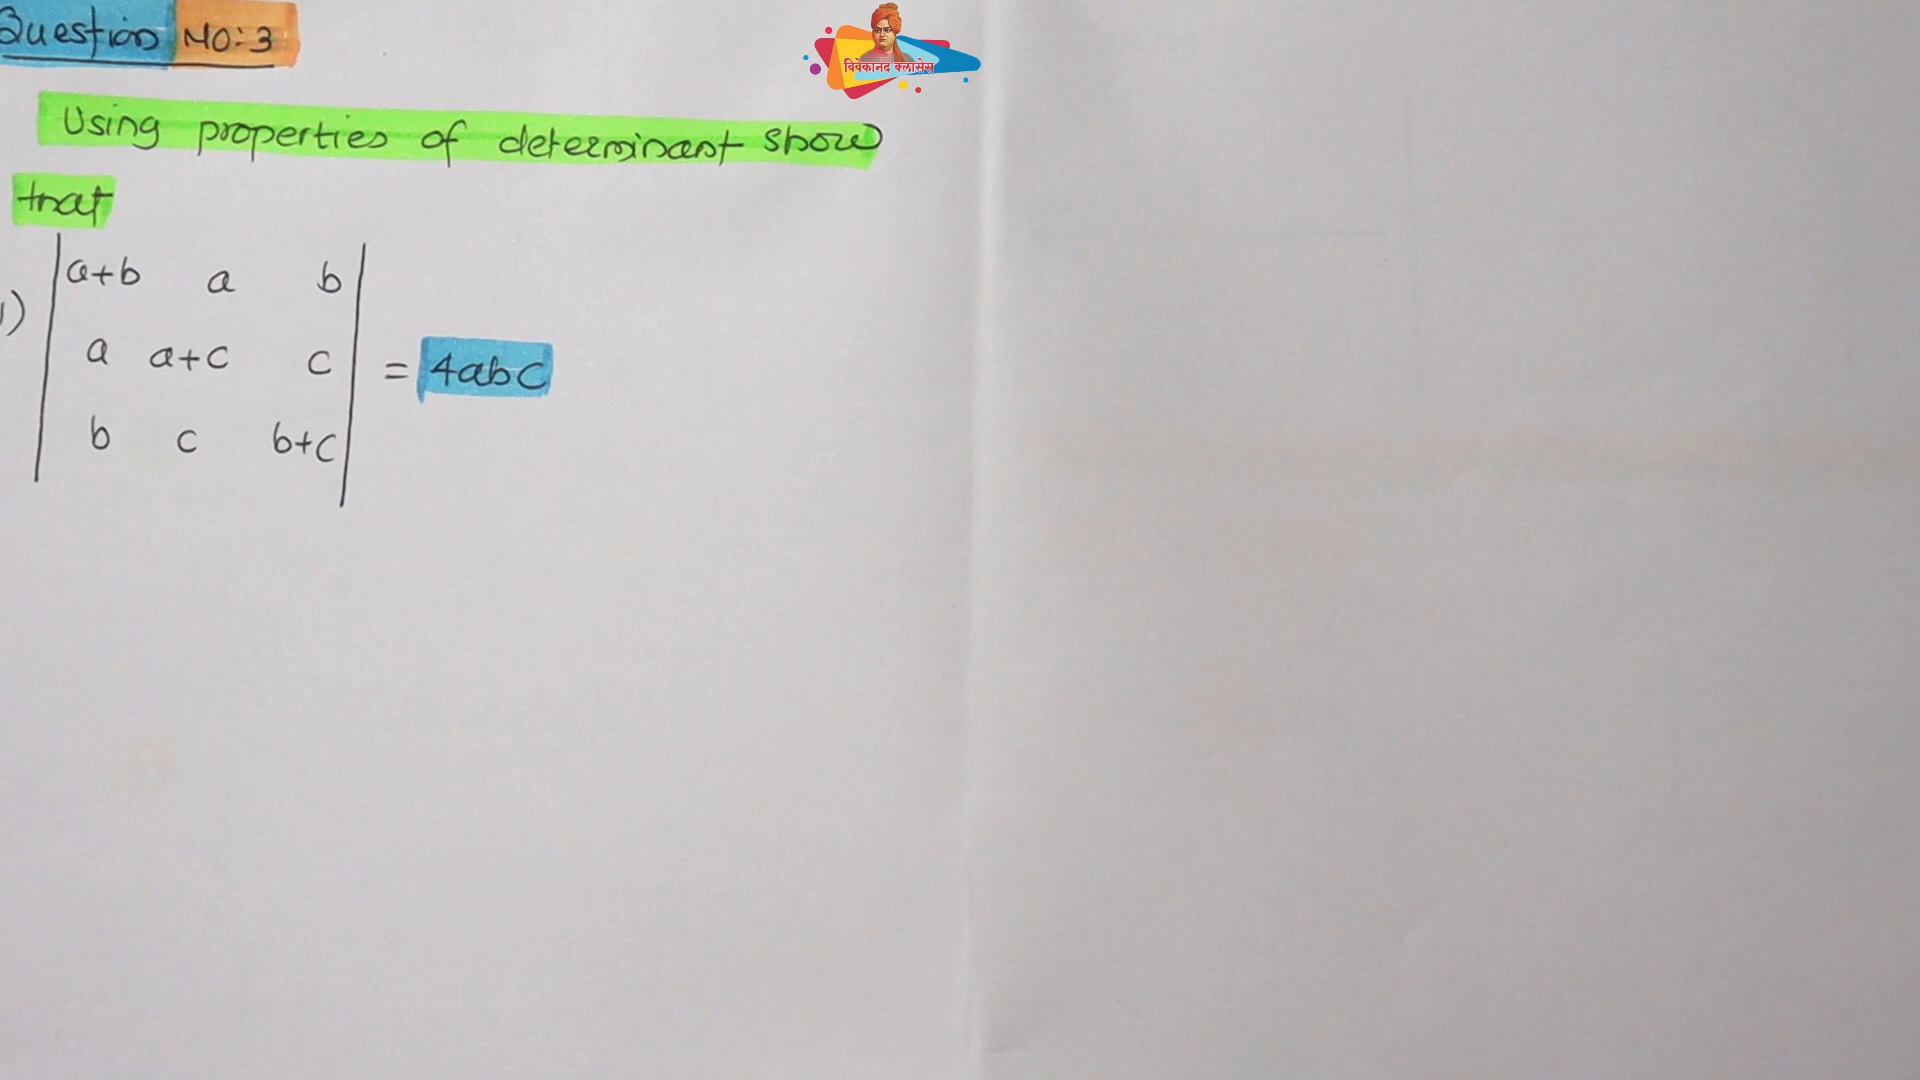 Question No:3
विवेकानंद क्लासेस
Using properties of determinant show
that
1) | a+b a b |
| a a+c c | = 4abc
| b c b+c |